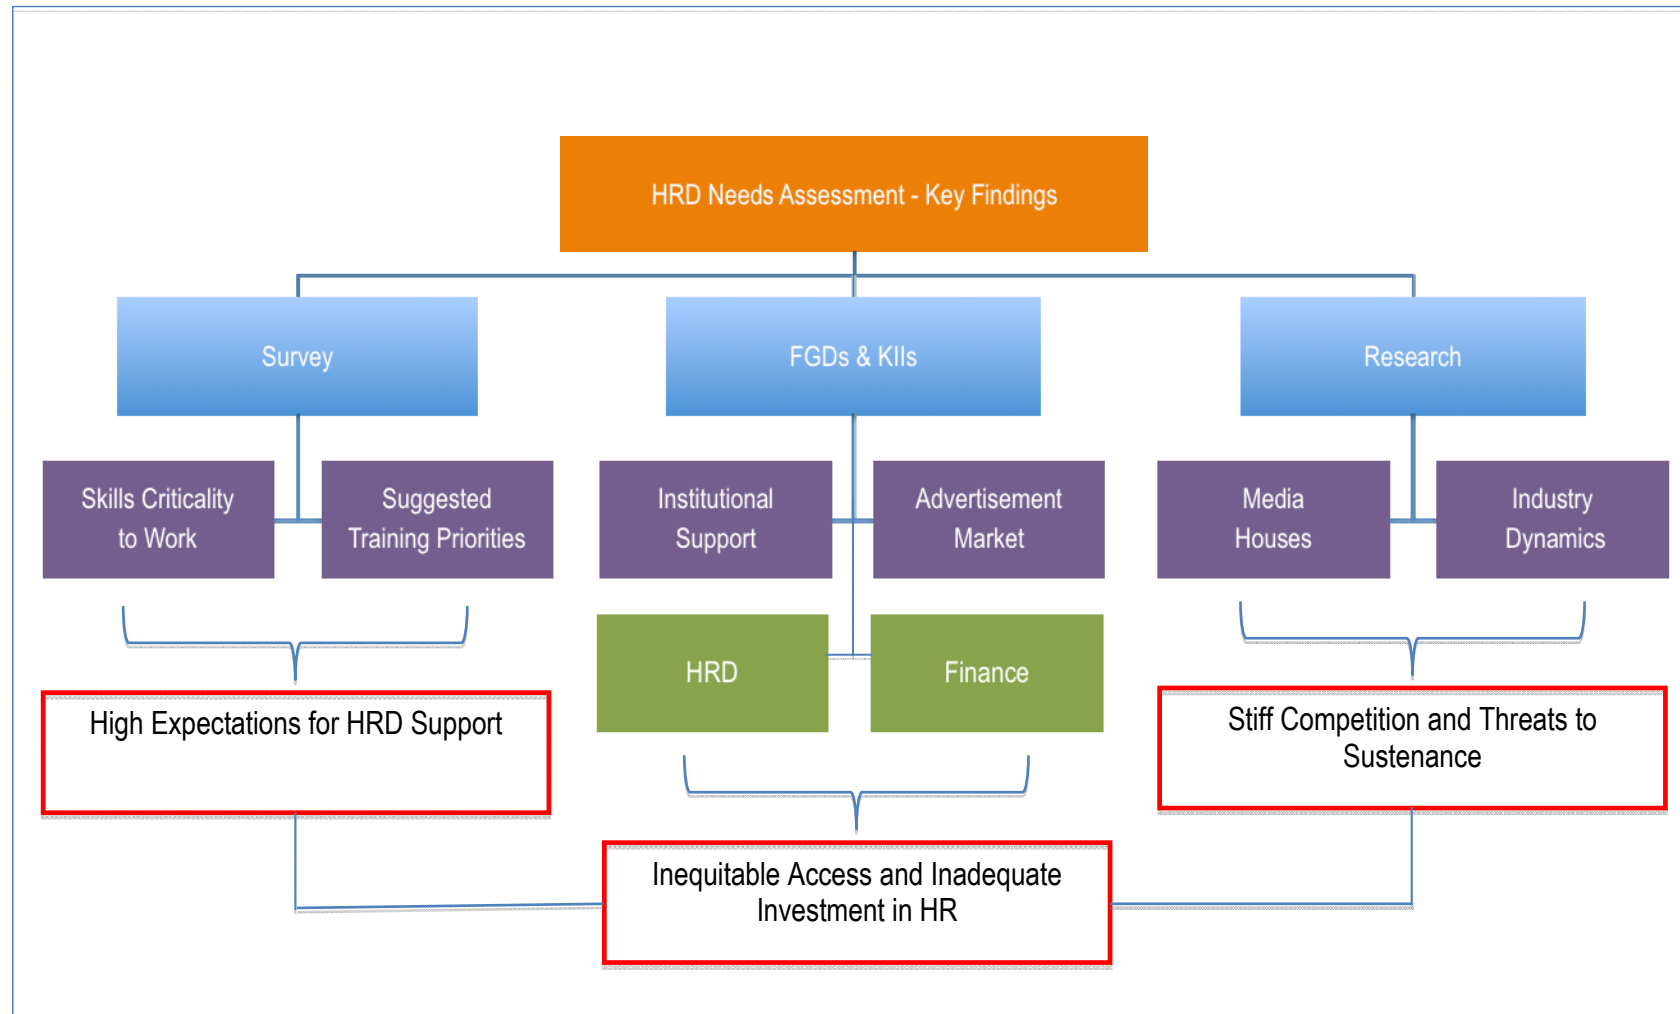 HRD Needs Assessment - Key Findings
Survey
FGDs & KIIs
Research
Skills Criticality
to Work
Suggested
Training Priorities
Institutional
Support
Advertisement
Market
Media
Houses
Industry
Dynamics
HRD
Finance
High Expectations for HRD Support
Stiff Competition and Threats to
Sustenance
Inequitable Access and Inadequate
Investment in HR